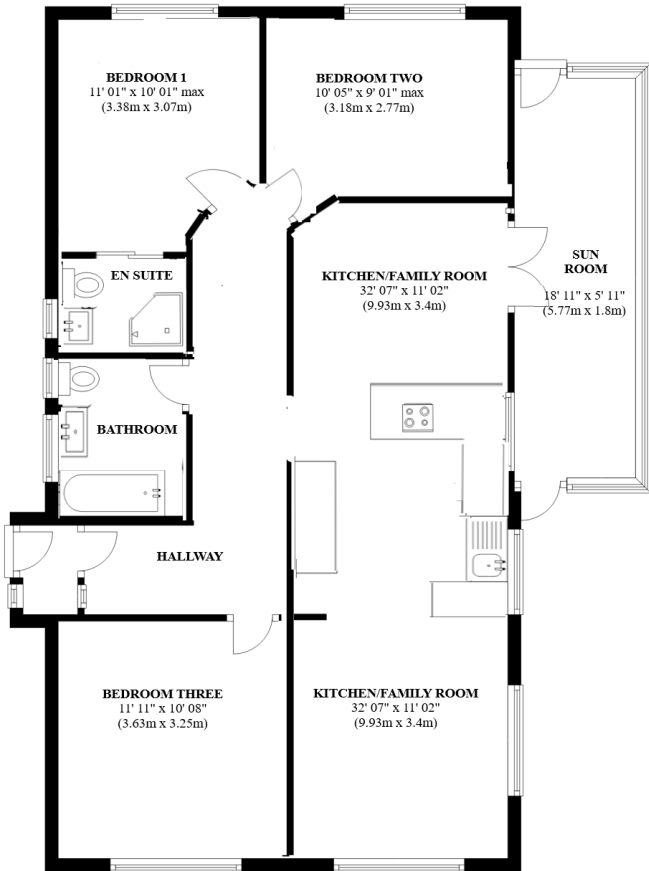 BEDROOM 1
11' 01" x 10' 01" max
(3.38m x 3.07m)
BEDROOM TWO
10' 05" x 9' 01" max
(3.18m x 2.77m)
EN SUITE
KITCHEN/FAMILY ROOM
32' 07" x 11' 02"
(9.93m x 3.4m)
SUN
ROOM
18' 11" x 5' 11"
(5.77m x 1.8m)
BATHROOM
HALLWAY
BEDROOM THREE
11' 11" x 10' 08"
(3.63m x 3.25m)
KITCHEN/FAMILY ROOM
32' 07" x 11' 02"
(9.93m x 3.4m)